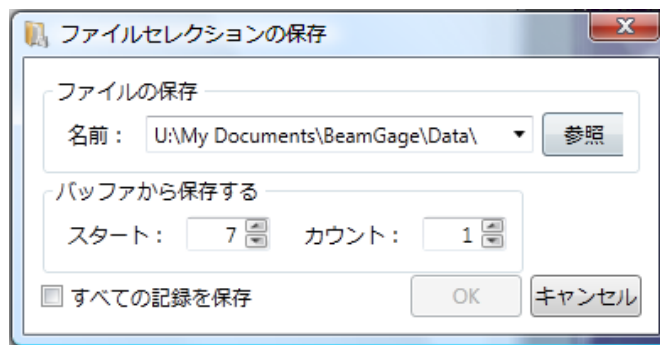 ファイルセレクションの保存
ファイルの保存
名前： U:\My Documents\BeamGage\Data\ 参照
バッファから保存する
スタート： 7 カウント： 1
すべての記録を保存 OK キャンセル